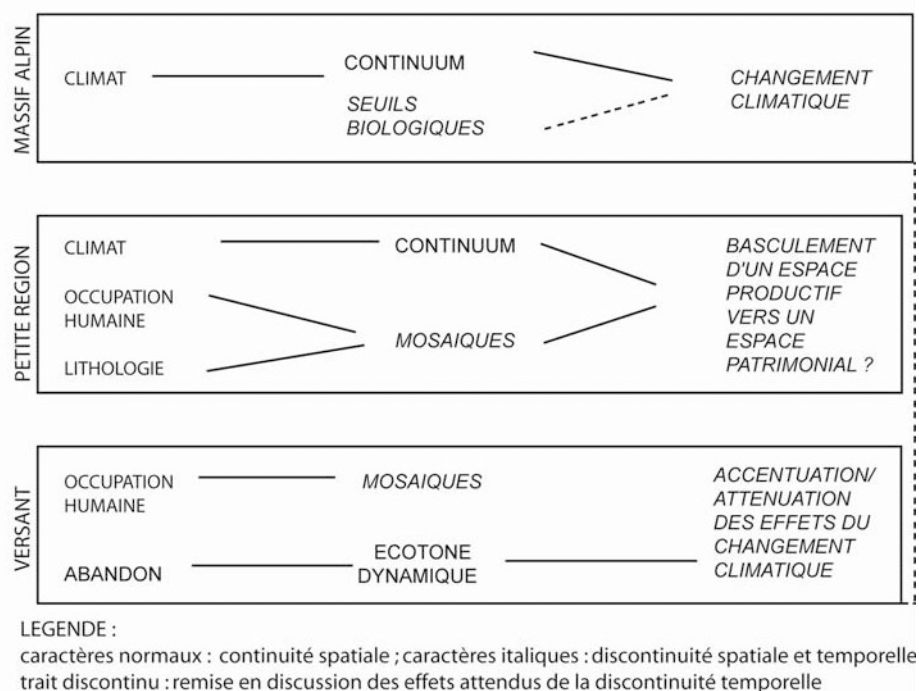 MASSIF ALPIN
CLIMAT
CONTINUUM
SEUILS
BIOLOGIQUES
CHANGEMENT
CLIMATIQUE
PETITE REGION
CLIMAT
OCCUPATION
HUMAINE
LITHOLOGIE
CONTINUUM
MOSAIQUES
BASCULEMENT
D'UN ESPACE
PRODUCTIF
VERS UN
ESPACE
PATRIMONIAL ?
VERSANT
OCCUPATION
HUMAINE
MOSAIQUES
ABANDON
ECOTONE
DYNAMIQUE
ACCENTUATION/
ATTENUATION
DES EFFETS DU
CHANGEMENT
CLIMATIQUE
LEGENDE :
caractères normaux : continuité spatiale ; caractères italiques : discontinuité spatiale et temporelle
trait discontinu : remise en discussion des effets attendus de la discontinuité temporelle